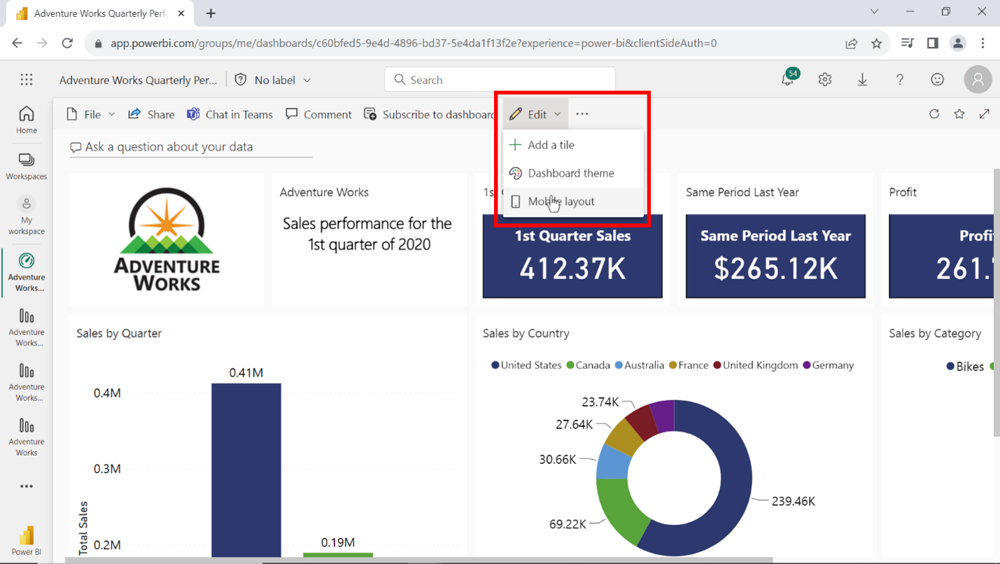 Adventure Works Quarterly Perfo
app.powerbi.com/groups/me/dashboards/c60bfed5-9e4d-4896-bd37-5e4da1f13f2e?experience=power-bi&clientSideAuth=0
Adventure Works Quarterly Per...
No label
Search
54
File
Share
Chat in Teams
Comment
Subscribe to dashboard
Edit
Add a tile
Dashboard theme
Mobile layout
Home
Workspaces
My
workspace
Adventure
Works...
Adventure
Works...
Adventure
Works...
Adventure
Works
Power BI
Ask a question about your data
ADVENTURE
WORKS
Adventure Works
Sales performance for the
1st quarter of 2020
1st Quarter Sales
412.37K
Same Period Last Year
Same Period Last Year
$265.12K
Profit
Profi
261.
Sales by Quarter
0.41M
0.4M
0.3M
0.2M
0.19M
Total Sales
Sales by Country
United States Canada Australia France United Kingdom Germany
23.74K
27.64K
30.66K
69.22K
239.46K
Sales by Category
Bikes